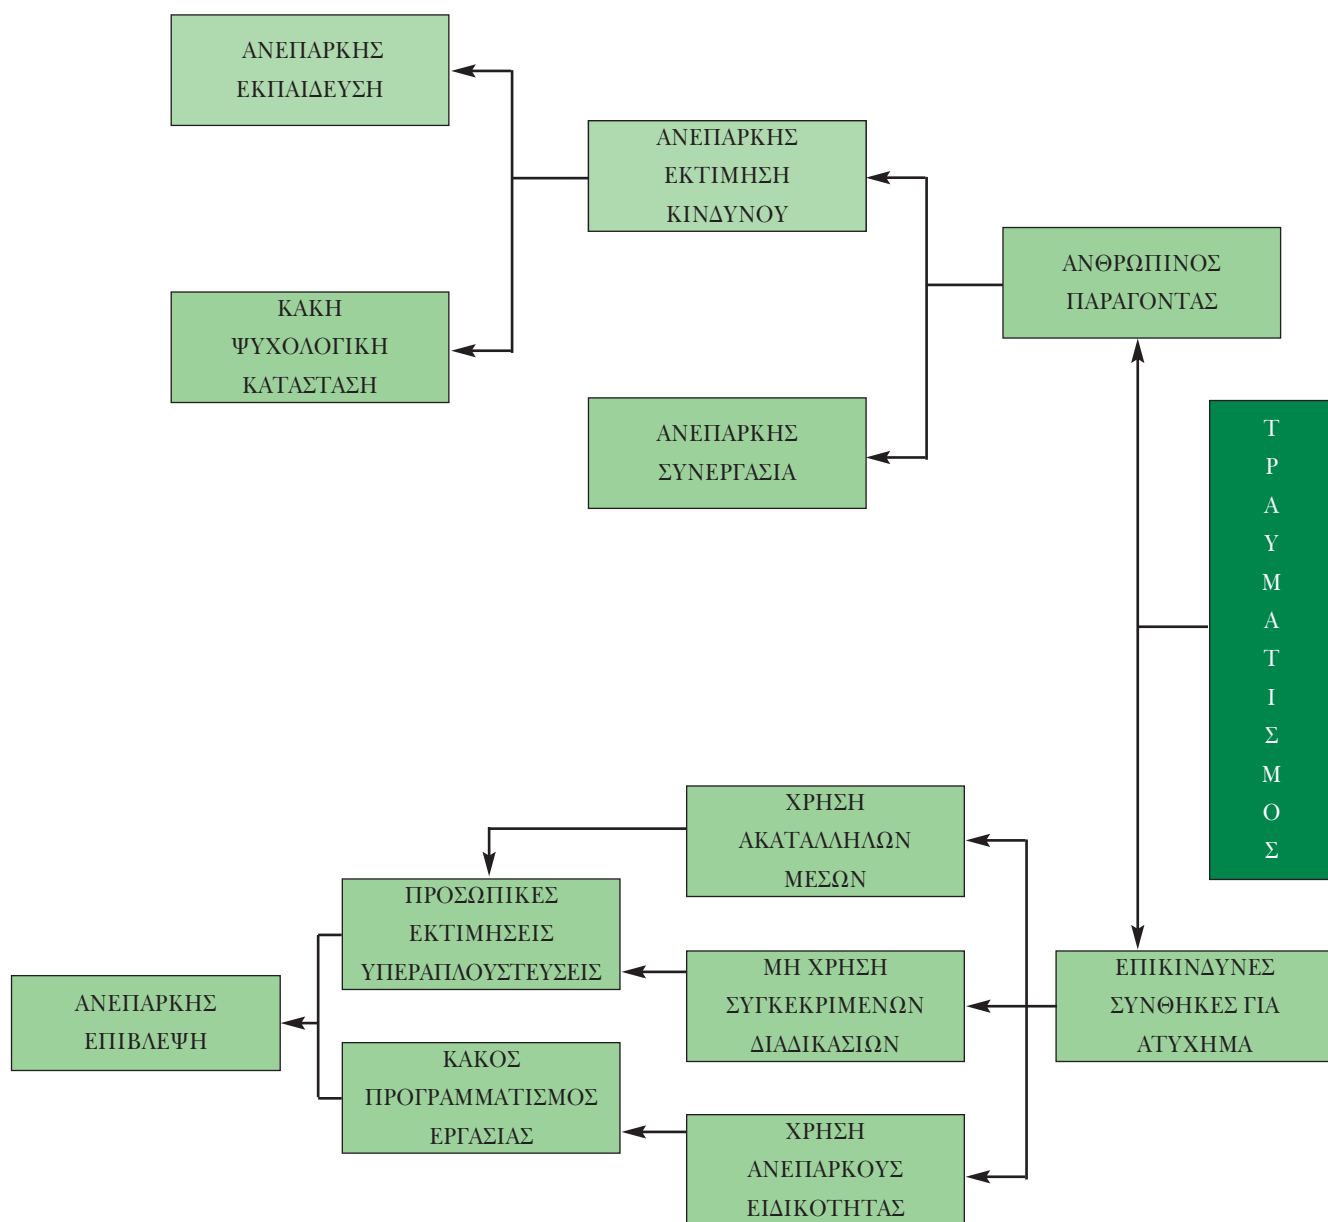 ΑΝΕΠΑΡΚΗΣ
ΕΚΠΑΙΔΕΥΣΗ
ΑΝΕΠΑΡΚΗΣ
ΕΚΤΙΜΗΣΗ
ΚΙΝΔΥΝΟΥ
ΑΝΘΡΩΠΙΝΟΣ
ΠΑΡΑΓΟΝΤΑΣ
ΚΑΚΗ
ΨΥΧΟΛΟΓΙΚΗ
ΚΑΤΑΣΤΑΣΗ
ΑΝΕΠΑΡΚΗΣ
ΣΥΝΕΡΓΑΣΙΑ
Τ
Ρ
Α
Υ
Μ
Α
Τ
Ι
Σ
Μ
Ο
Σ
ΧΡΗΣΗ
ΑΚΑΤΑΛΛΗΛΩΝ
ΜΕΣΩΝ
ΠΡΟΣΩΠΙΚΕΣ
ΕΚΤΙΜΗΣΕΙΣ
ΥΠΕΡΑΠΛΟΥΣΤΕΥΣΕΙΣ
ΜΗ ΧΡΗΣΗ
ΣΥΓΚΕΚΡΙΜΕΝΩΝ
ΔΙΑΔΙΚΑΣΙΩΝ
ΕΠΙΚΙΝΔΥΝΕΣ
ΣΥΝΘΗΚΕΣ ΓΙΑ
ΑΤΥΧΗΜΑ
ΑΝΕΠΑΡΚΗΣ
ΕΠΙΒΛΕΨΗ
ΚΑΚΟΣ
ΠΡΟΓΡΑΜΜΑΤΙΣΜΟΣ
ΕΡΓΑΣΙΑΣ
ΧΡΗΣΗ
ΑΝΕΠΑΡΚΟΥΣ
ΕΙΔΙΚΟΤΗΤΑΣ